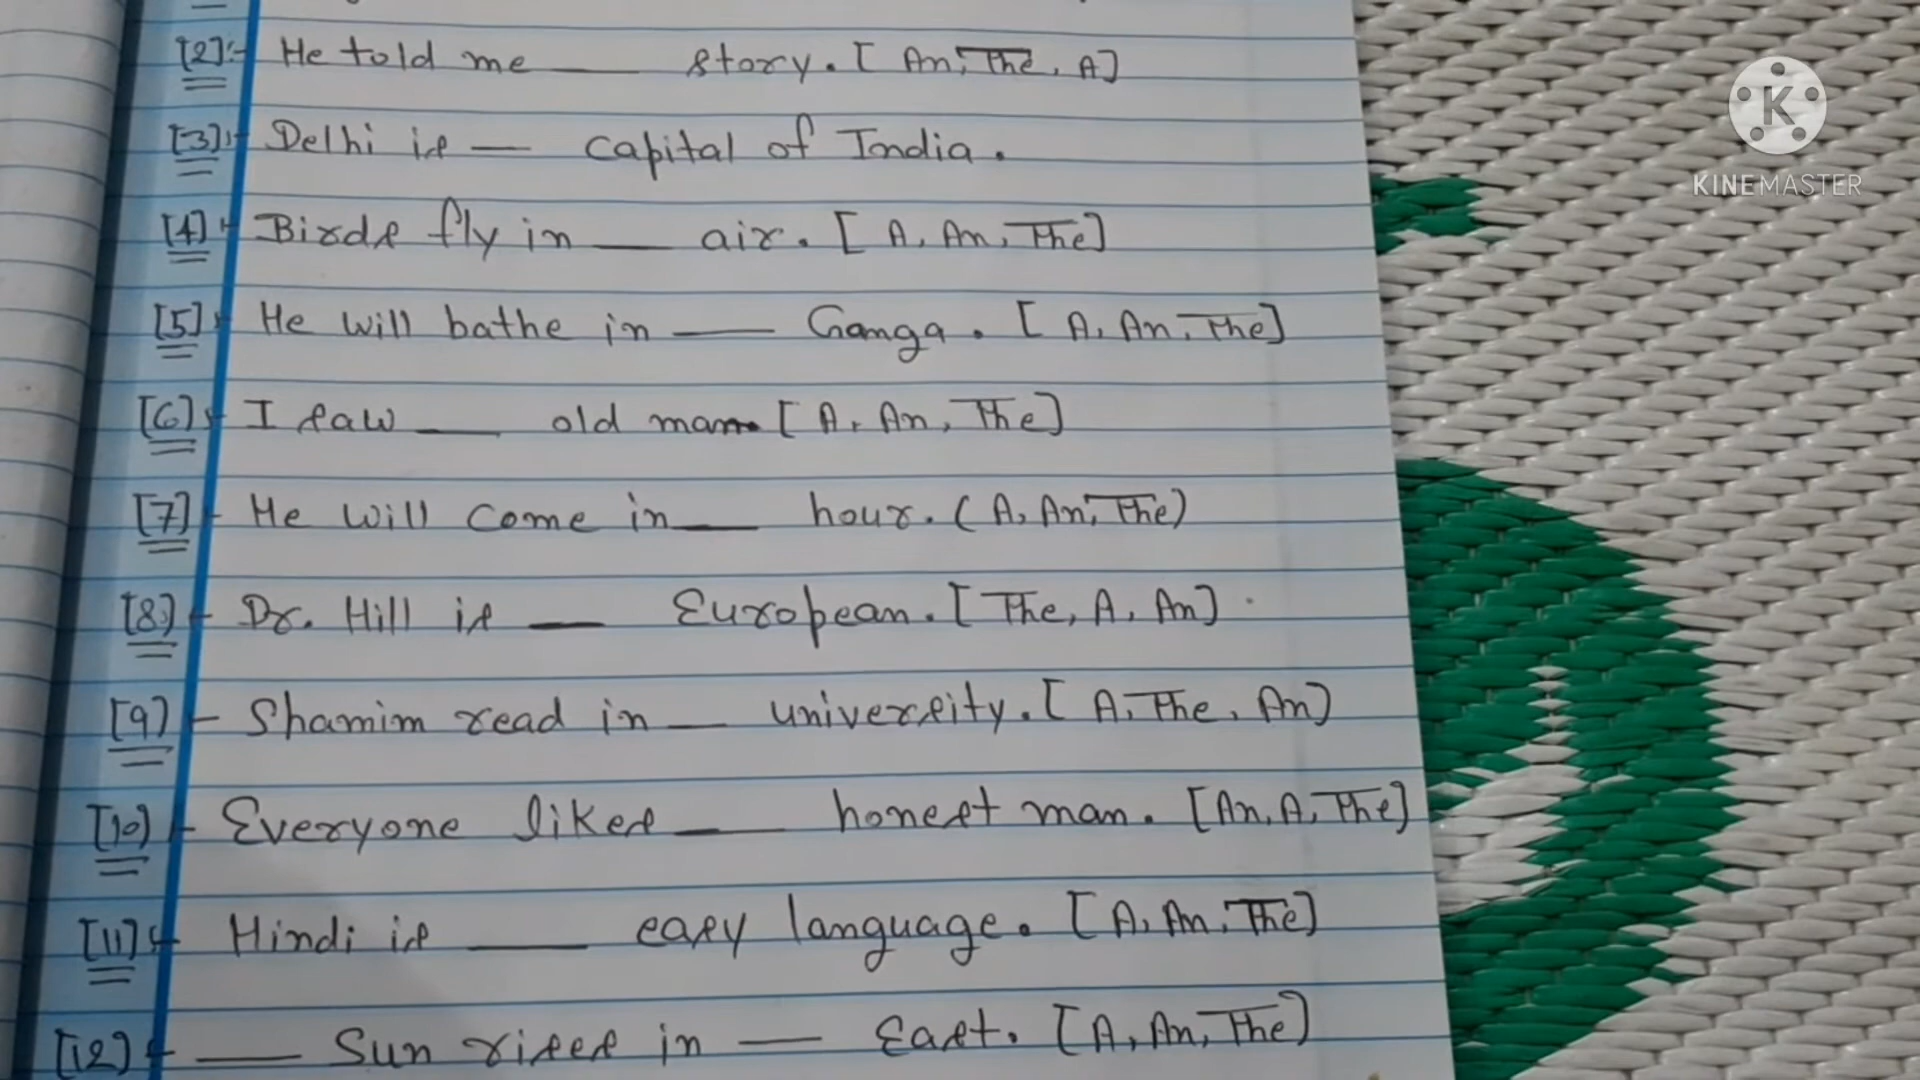 [2]:- He told me ___ story. [ An, The, A]
[3]:- Delhi is — capital of India.
[4]:- Birds fly in ___ air. [ A, An, The]
[5]:- He will bathe in ___ Ganga. [ A, An, The]
[6]:- I saw ___ old man [ A, An, The]
[7]:- He will come in ___ hour. (A, An, The)
[8]:- Dr. Hill is ___ European. [The, A, An]
[9]:- Shamim read in ___ university. [ A, The, An]
[10]:- Everyone likes ___ honest man. [An, A, The]
[11]:- Hindi is ___ easy language. [A, An, The]
[12]:- ___ Sun rises in ___ East. [A, An, The]
K
KINEMASTER